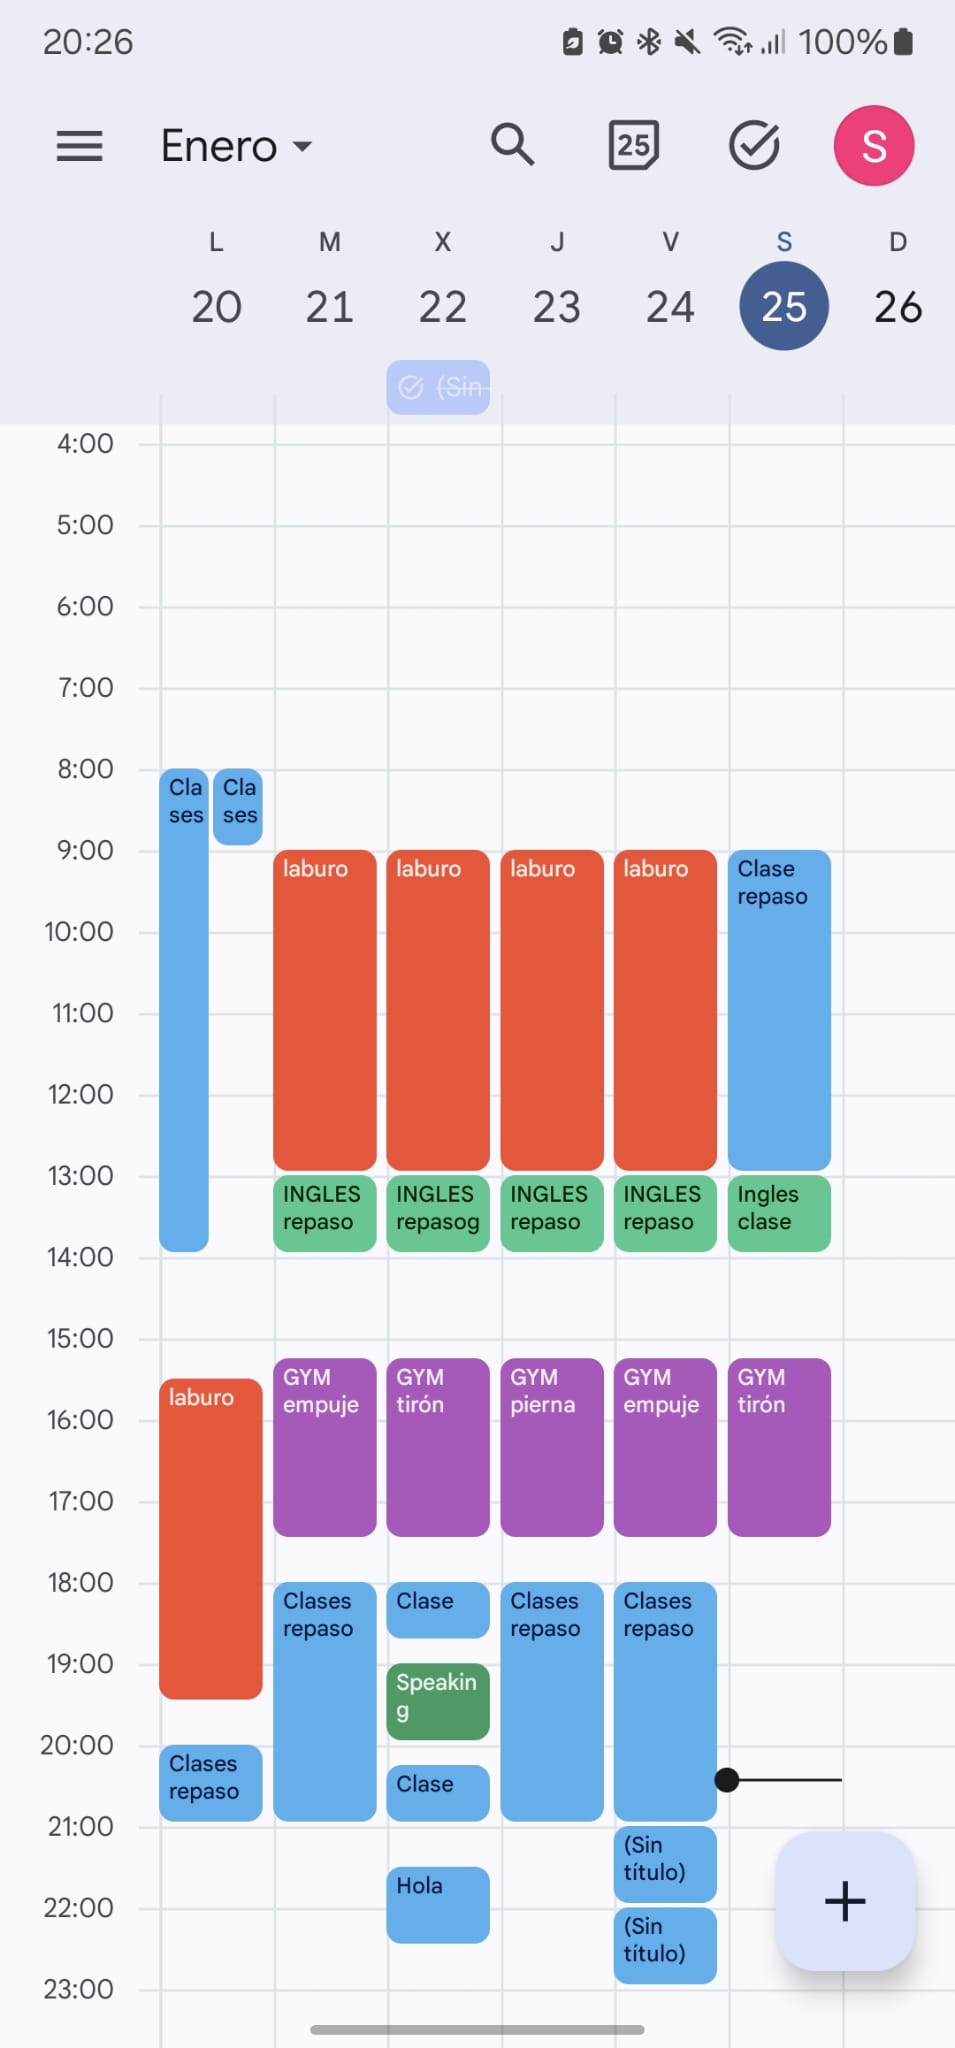 20:26
100%
Enero
25
S
L M X J V S D
20 21 22 23 24 25 26
(Sin
4:00
5:00
6:00
7:00
8:00
9:00
10:00
11:00
12:00
13:00
14:00
15:00
16:00
17:00
18:00
19:00
20:00
21:00
22:00
23:00
Cla
ses
Cla
ses
laburo
Clases
repaso
laburo
INGLES
repaso
GYM
empuje
Clases
repaso
laburo
INGLES
repasog
GYM
tirón
Clase
Speakin
g
Clase
Hola
laburo
INGLES
repaso
GYM
pierna
Clases
repaso
laburo
INGLES
repaso
GYM
empuje
Clases
repaso
(Sin
título)
(Sin
título)
Clase
repaso
Ingles
clase
GYM
tirón
+